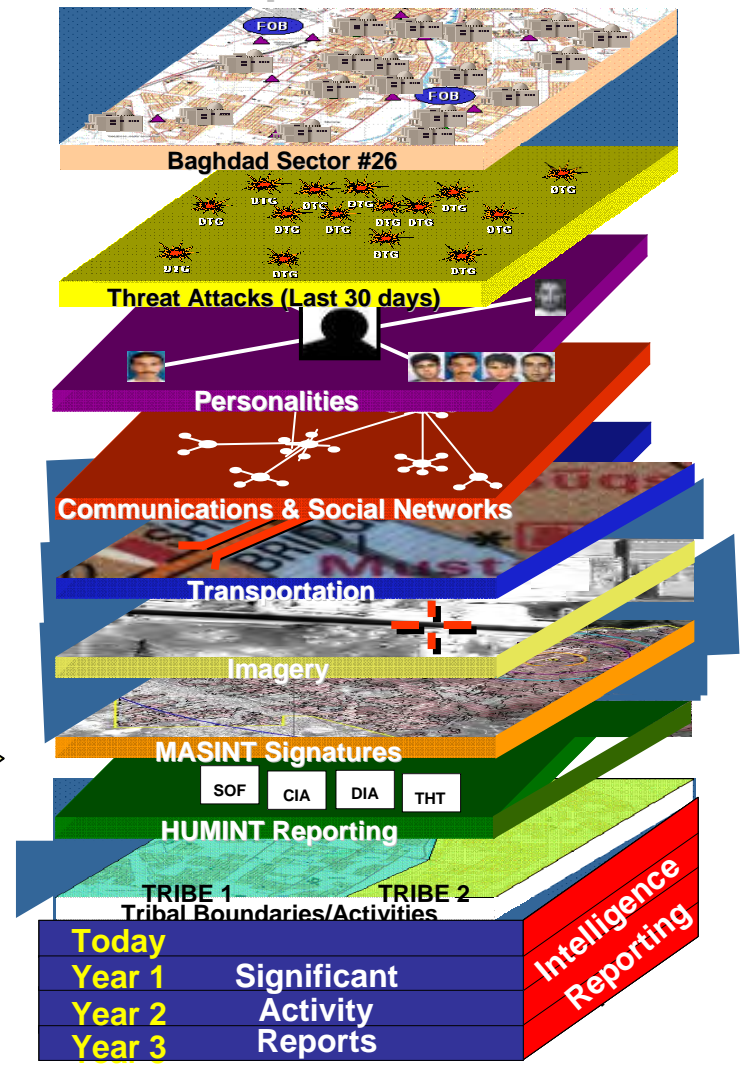 FOB
FOB
Baghdad Sector #26
DTG
DTG DTG DTG DTG
DTG DTG DTG
DTG DTG DTG
DTG
DTG
DTG
DTG
Threat Attacks (Last 30 days)
Personalities
Communications & Social Networks
Must
Transportation
Imagery
MASINT Signatures
SOF CIA DIA THT
HUMINT Reporting
TRIBE 1 TRIBE 2
Tribal Boundaries/Activities
Today
Year 1 Significant
Year 2 Activity
Year 3 Reports
Intelligence
Reporting